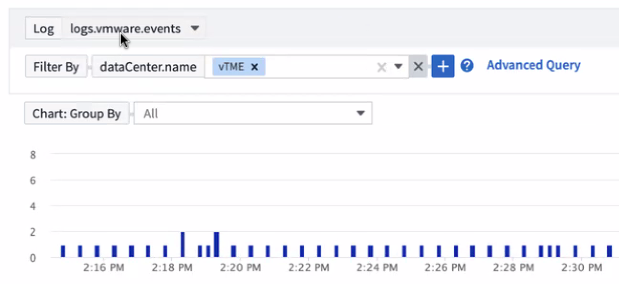 Log logs.vmware.events
Filter By dataCenter.name vTME × × × + ? Advanced Query
Chart: Group By All
8
6
4
2
0
2:16 PM 2:18 PM 2:20 PM 2:22 PM 2:24 PM 2:26 PM 2:28 PM 2:30 PM